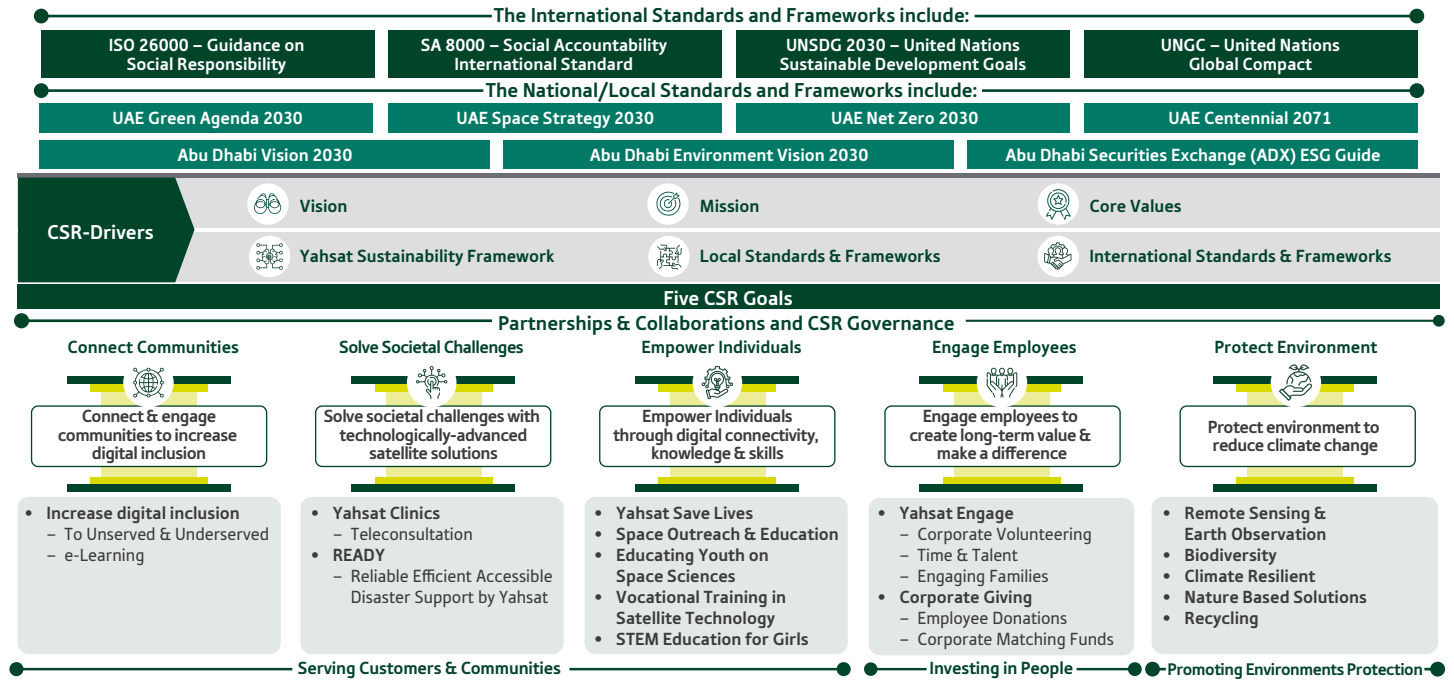 The International Standards and Frameworks include:
ISO 26000 – Guidance on
Social Responsibility
SA 8000 – Social Accountability
International Standard
UNSDG 2030 – United Nations
Sustainable Development Goals
UNGC – United Nations
Global Compact
The National/Local Standards and Frameworks include:
UAE Green Agenda 2030
UAE Space Strategy 2030
UAE Net Zero 2030
UAE Centennial 2071
Abu Dhabi Vision 2030
Abu Dhabi Environment Vision 2030
Abu Dhabi Securities Exchange (ADX) ESG Guide
CSR-Drivers
Vision
Mission
Core Values
Yahsat Sustainability Framework
Local Standards & Frameworks
International Standards & Frameworks
Five CSR Goals
Partnerships & Collaborations and CSR Governance
Connect Communities
Connect & engage
communities to increase
digital inclusion
• Increase digital inclusion
– To Unserved & Underserved
– e-Learning
Solve Societal Challenges
Solve societal challenges with
technologically-advanced
satellite solutions
• Yahsat Clinics
– Teleconsultation
• READY
– Reliable Efficient Accessible
Disaster Support by Yahsat
Empower Individuals
Empower Individuals
through digital connectivity,
knowledge & skills
• Yahsat Save Lives
• Space Outreach & Education
• Educating Youth on
Space Sciences
• Vocational Training in
Satellite Technology
• STEM Education for Girls
Engage Employees
Engage employees to
create long-term value &
make a difference
• Yahsat Engage
– Corporate Volunteering
– Time & Talent
– Engaging Families
• Corporate Giving
– Employee Donations
– Corporate Matching Funds
Protect Environment
Protect environment to
reduce climate change
• Remote Sensing &
Earth Observation
• Biodiversity
• Climate Resilient
• Nature Based Solutions
• Recycling
Serving Customers & Communities
Investing in People
Promoting Environments Protection